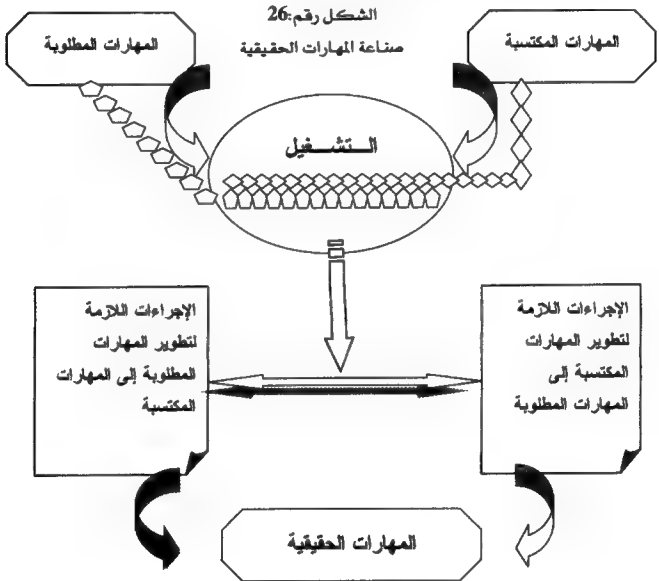 الشكل رقم:26
صناعة المهارات الحقيقية
المهارات المكتسبة
المهارات المطلوبة
الـتشـــغـيل
الإجراءات اللازمة
لتطوير المهارات
المكتسبة إلى
المهارات المطلوبة
الإجراءات اللازمة
لتطوير المهارات
المطلوبة إلى المهارات
المكتسبة
المهارات الحقيقية